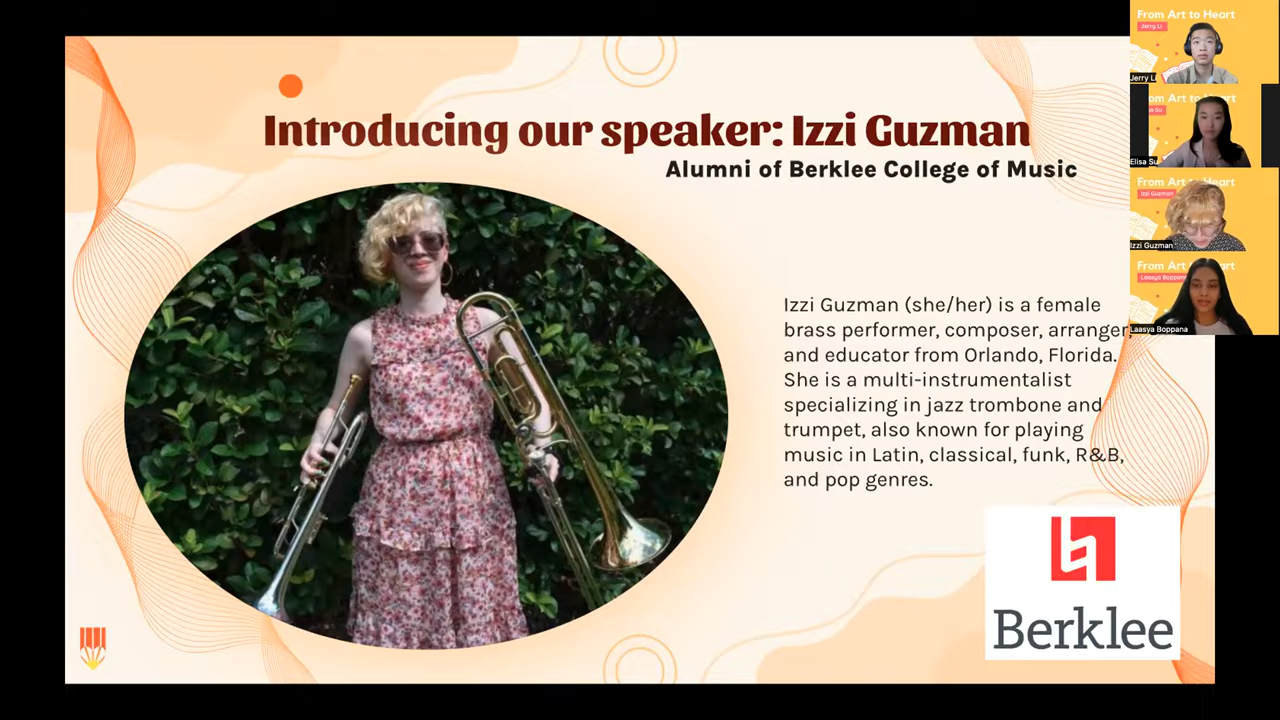 Introducing our speaker: Izzi Guzman
Alumni of Berklee College of Music
Izzi Guzman (she/her) is a female
brass performer, composer, arranger,
and educator from Orlando, Florida.
She is a multi-instrumentalist
specializing in jazz trombone and
trumpet, also known for playing
music in Latin, classical, funk, R&B,
and pop genres.
Berklee
From Art to Heart
Jerry Li
Jerry Li
From Art to Heart
Elisa Su
From Art to Heart
Izzi Guzman
Izzi Guzman
From Art to Heart
Laasya Boppana
Laasya Boppana